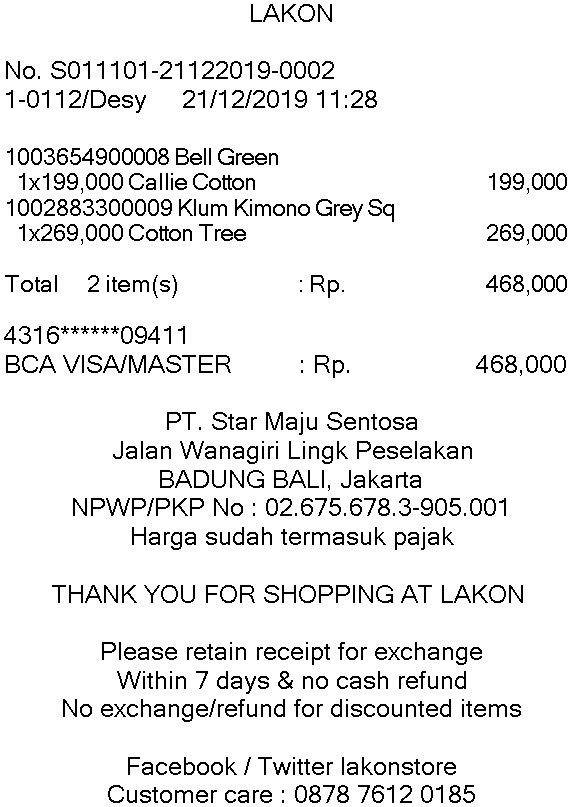 LAKON
No. S011101-21122019-0002
1-0112/Desy 21/12/2019 11:28
1003654900008 Bell Green
1x199,000 Callie Cotton 199,000
1002883300009 Klum Kimono Grey Sq
1x269,000 Cotton Tree 269,000
Total 2 item(s) : Rp. 468,000
4316******09411
BCA VISA/MASTER : Rp. 468,000
PT. Star Maju Sentosa
Jalan Wanagiri Lingk Peselakan
BADUNG BALI, Jakarta
NPWP/PKP No : 02.675.678.3-905.001
Harga sudah termasuk pajak
THANK YOU FOR SHOPPING AT LAKON
Please retain receipt for exchange
Within 7 days & no cash refund
No exchange/refund for discounted items
Facebook / Twitter lakonstore
Customer care : 0878 7612 0185